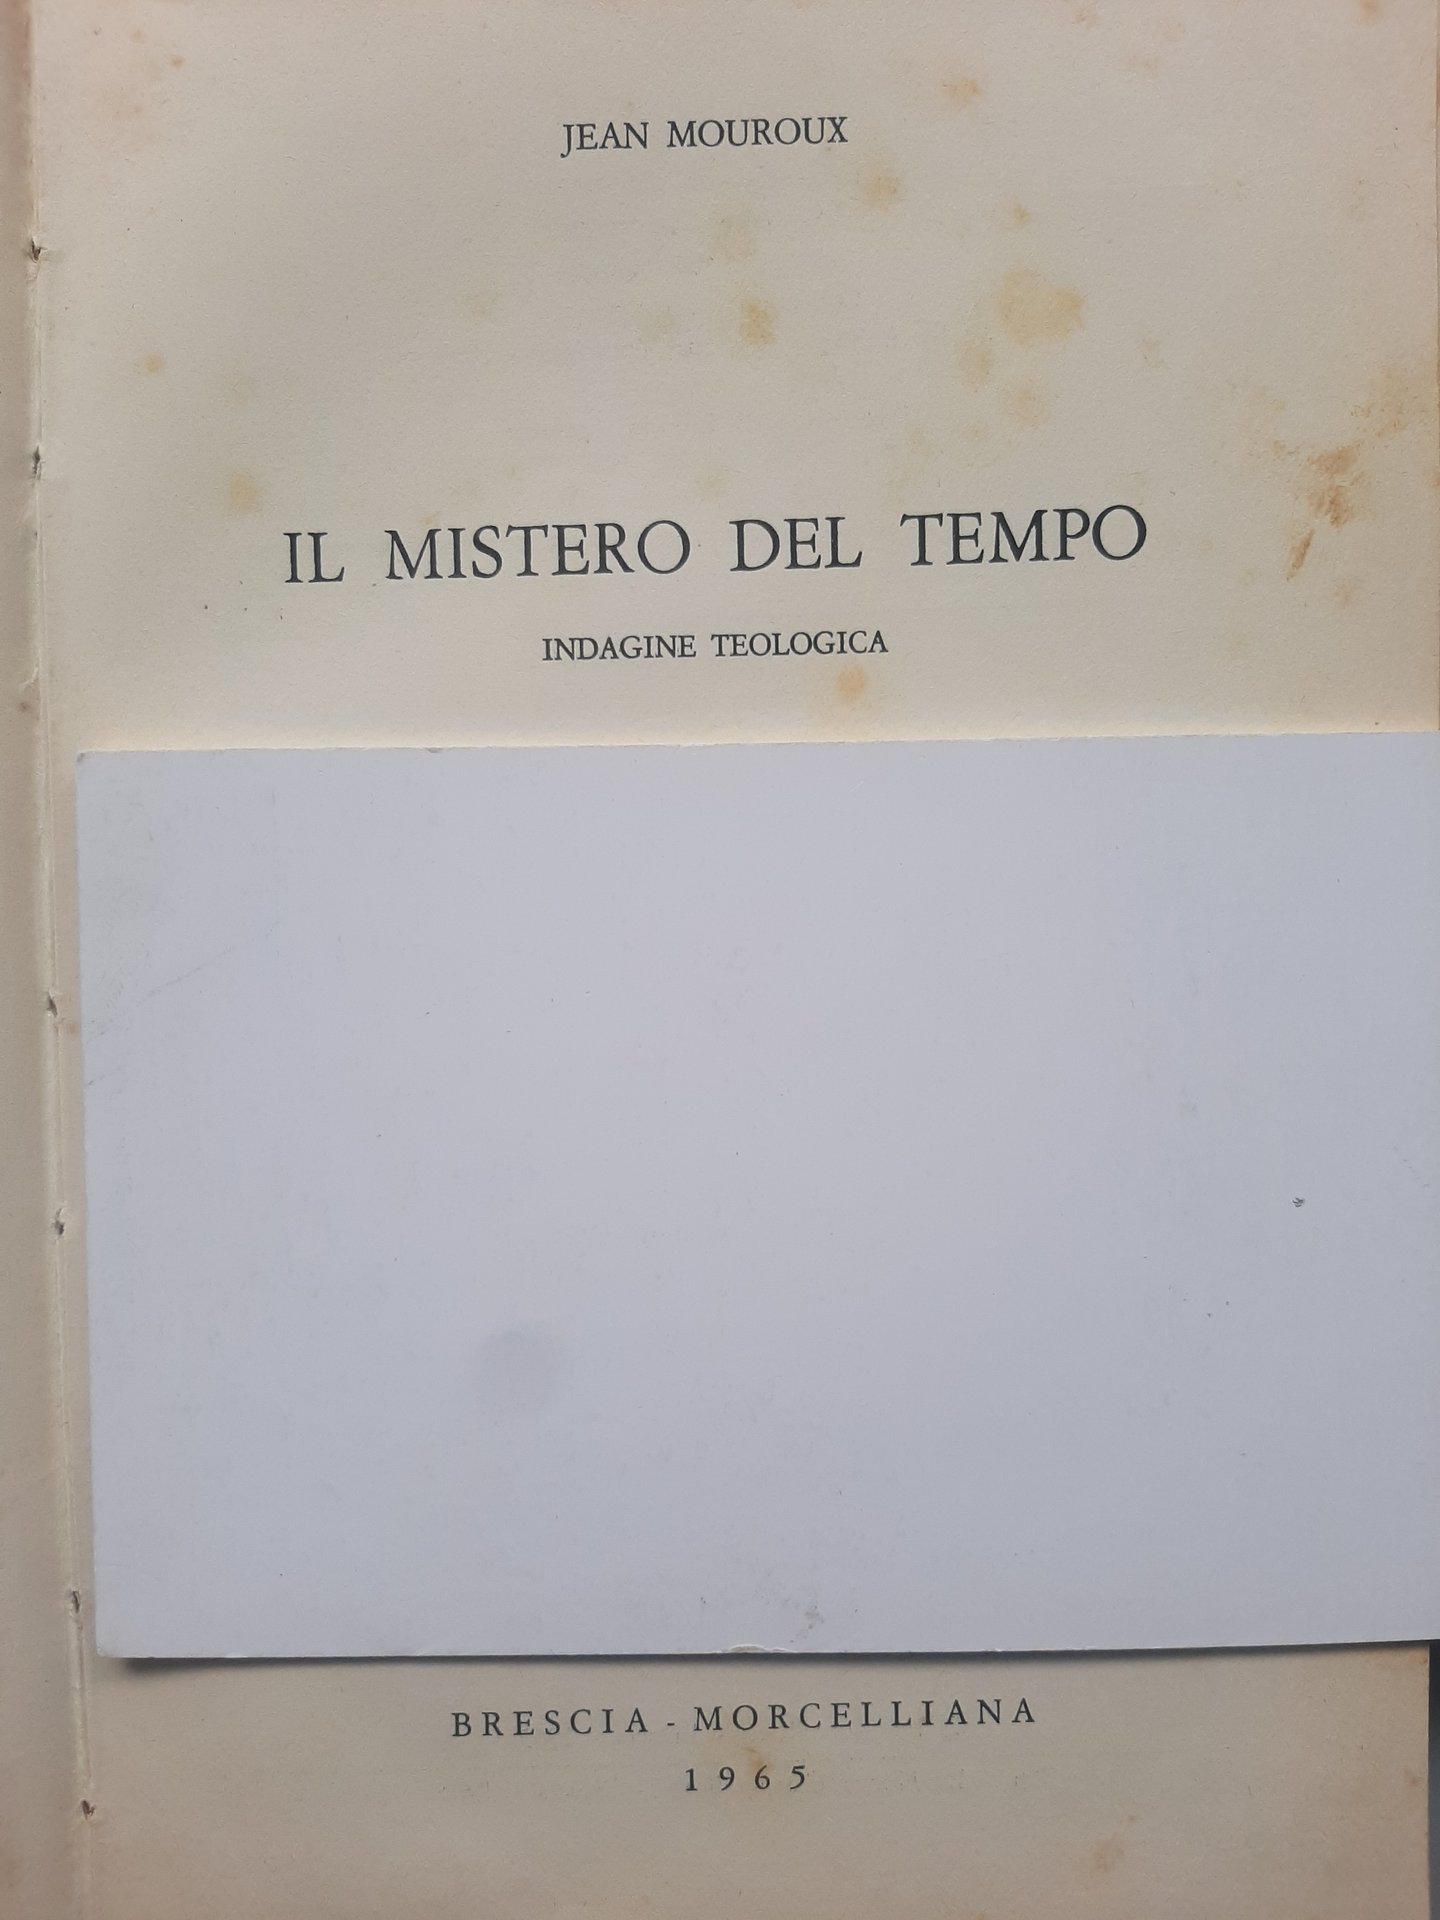 JEAN MOUROUX
IL MISTERO DEL TEMPO
INDAGINE TEOLOGICA
BRESCIA - MORCELLIANA
1965